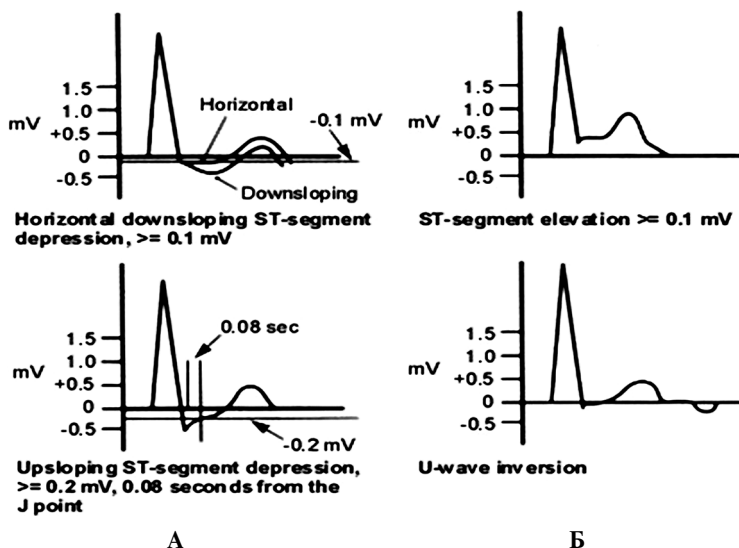 1.5
1.0
mV
+0.5
0
-0.5
Horizontal
-0.1 mV
Downsloping
Horizontal downsloping ST-segment
depression, >= 0.1 mV
1.5
1.0
mV
+0.5
0
-0.5
ST-segment elevation >= 0.1 mV
1.5
1.0
mV
+0.5
0
-0.5
0.08 sec
-0.2 mV
Upsloping ST-segment depression,
>= 0.2 mV, 0.08 seconds from the
J point
1.5
1.0
mV
+0.5
0
-0.5
U-wave inversion
А
Б